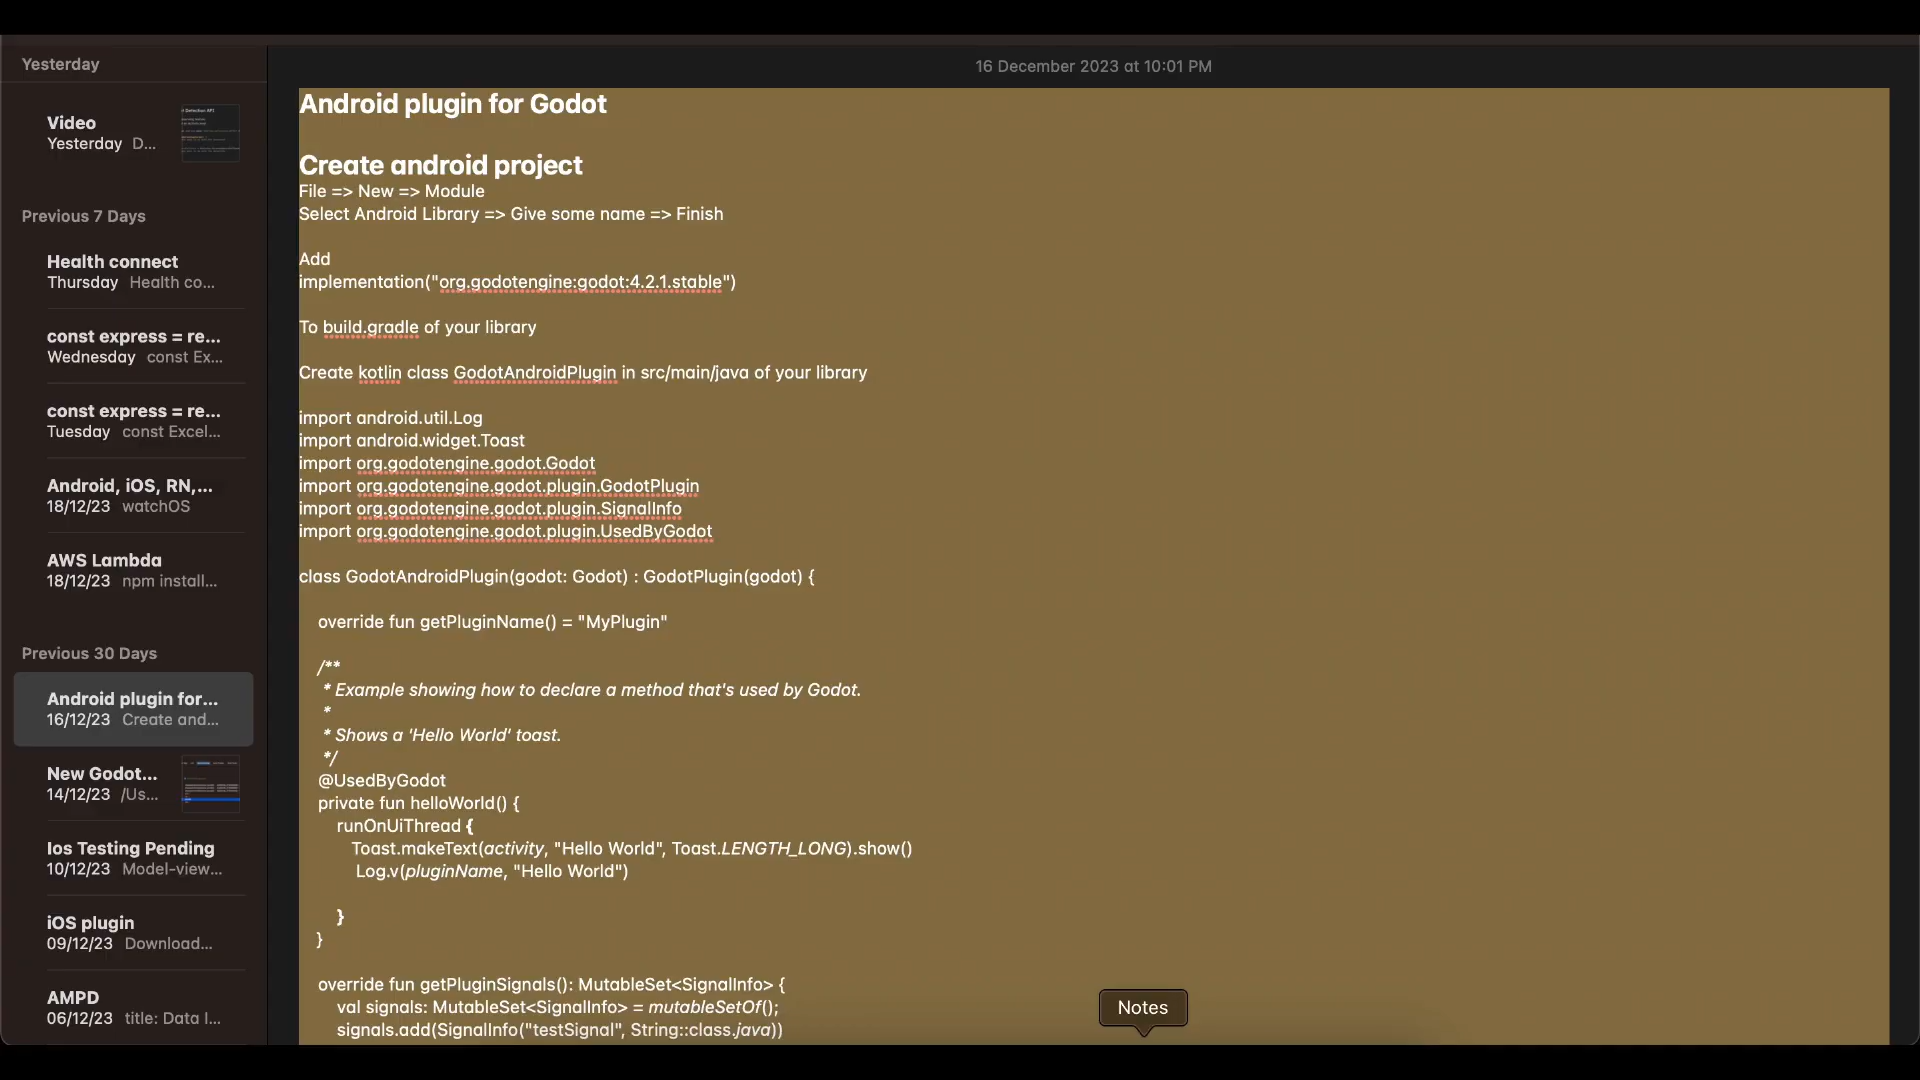 Yesterday
Video
Yesterday D...
Previous 7 Days
Health connect
Thursday Health co...
const express = re...
Wednesday const Ex...
const express = re...
Tuesday const Excel...
Android, iOS, RN,...
18/12/23 watchOS
AWS Lambda
18/12/23 npm install...
Previous 30 Days
Android plugin for...
16/12/23 Create and...
New Godot...
14/12/23 /Us...
Ios Testing Pending
10/12/23 Model-view...
iOS plugin
09/12/23 Download...
AMPD
06/12/23 title: Data I...
16 December 2023 at 10:01 PM
Android plugin for Godot
Create android project
File => New => Module
Select Android Library => Give some name => Finish
Add
implementation("org.godotengine:godot:4.2.1.stable")
To build.gradle of your library
Create kotlin class GodotAndroidPlugin in src/main/java of your library
import android.util.Log
import android.widget.Toast
import org.godotengine.godot.Godot
import org.godotengine.godot.plugin.GodotPlugin
import org.godotengine.godot.plugin.SignalInfo
import org.godotengine.godot.plugin.UsedByGodot
class GodotAndroidPlugin(godot: Godot) : GodotPlugin(godot) {
override fun getPluginName() = "MyPlugin"
/**
* Example showing how to declare a method that's used by Godot.
*
* Shows a 'Hello World' toast.
*/
@UsedByGodot
private fun helloWorld() {
runOnUiThread {
Toast.makeText(activity, "Hello World", Toast.LENGTH_LONG).show()
Log.v(pluginName, "Hello World")
}
}
override fun getPluginSignals(): MutableSet<SignalInfo> {
val signals: MutableSet<SignalInfo> = mutableSetOf();
signals.add(SignalInfo("testSignal", String::class.java))
Notes